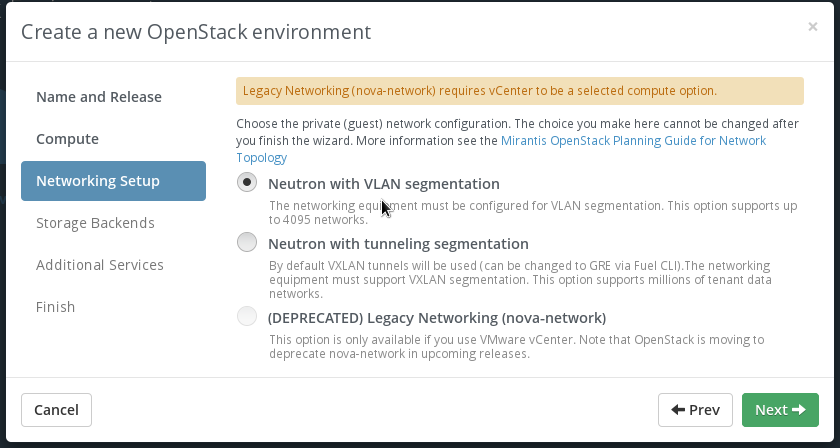 Create a new OpenStack environment
×
Name and Release
Compute
Networking Setup
Storage Backends
Additional Services
Finish
Legacy Networking (nova-network) requires vCenter to be a selected compute option.
Choose the private (guest) network configuration. The choice you make here cannot be changed after
you finish the wizard. More information see the Mirantis OpenStack Planning Guide for Network
Topology
Neutron with VLAN segmentation
The networking equipment must be configured for VLAN segmentation. This option supports up
to 4095 networks.
Neutron with tunneling segmentation
By default VXLAN tunnels will be used (can be changed to GRE via Fuel CLI).The networking
equipment must support VXLAN segmentation. This option supports millions of tenant data
networks.
(DEPRECATED) Legacy Networking (nova-network)
This option is only available if you use VMware vCenter. Note that OpenStack is moving to
deprecate nova-network in upcoming releases.
Cancel
Prev
Next